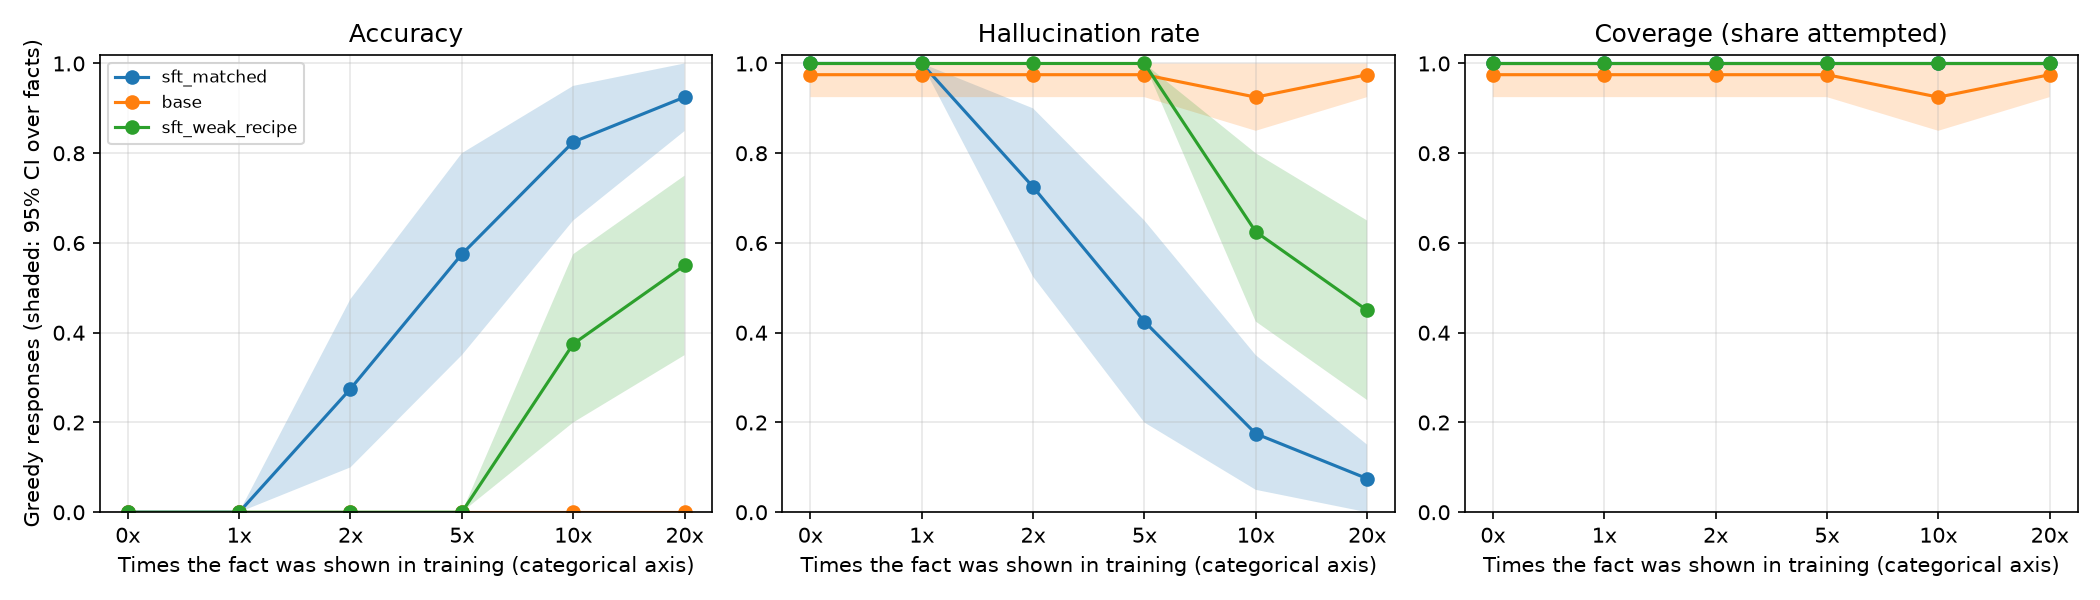 Accuracy
Greedy responses (shaded: 95% CI over facts)
1.0
0.8
0.6
0.4
0.2
0.0
sft_matched
base
sft_weak_recipe
0x 1x 2x 5x 10x 20x
Times the fact was shown in training (categorical axis)
Hallucination rate
1.0
0.8
0.6
0.4
0.2
0.0
0x 1x 2x 5x 10x 20x
Times the fact was shown in training (categorical axis)
Coverage (share attempted)
1.0
0.8
0.6
0.4
0.2
0.0
0x 1x 2x 5x 10x 20x
Times the fact was shown in training (categorical axis)